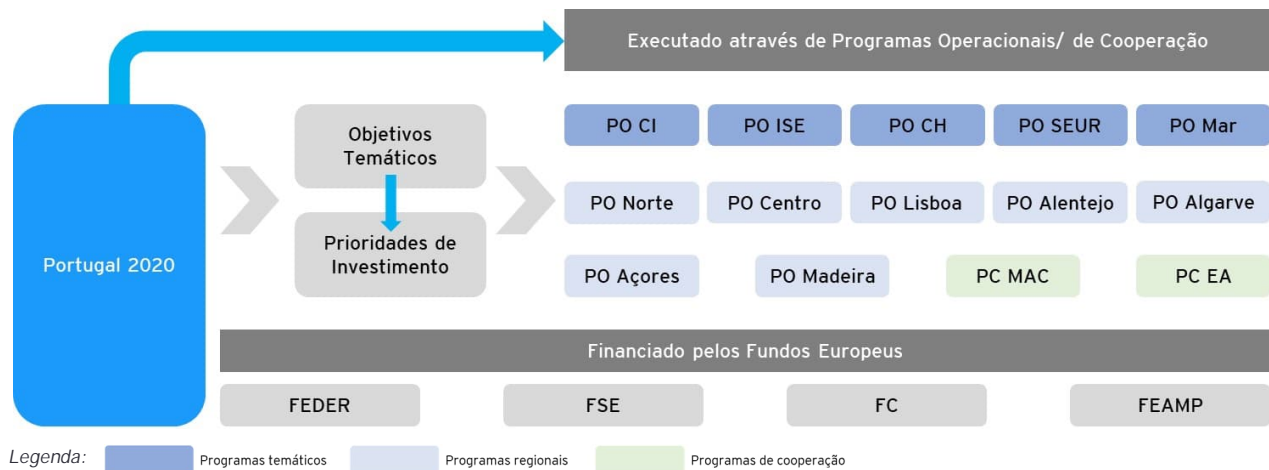 Executado através de Programas Operacionais/ de Cooperação
Portugal 2020
Objetivos
Temáticos
Prioridades de
Investimento
PO CI
PO ISE
PO CH
PO SEUR
PO Mar
PO Norte
PO Centro
PO Lisboa
PO Alentejo
PO Algarve
PO Açores
PO Madeira
PC MAC
PC EA
Financiado pelos Fundos Europeus
FEDER
FSE
FC
FEAMP
Legenda:
Programas temáticos
Programas regionais
Programas de cooperação